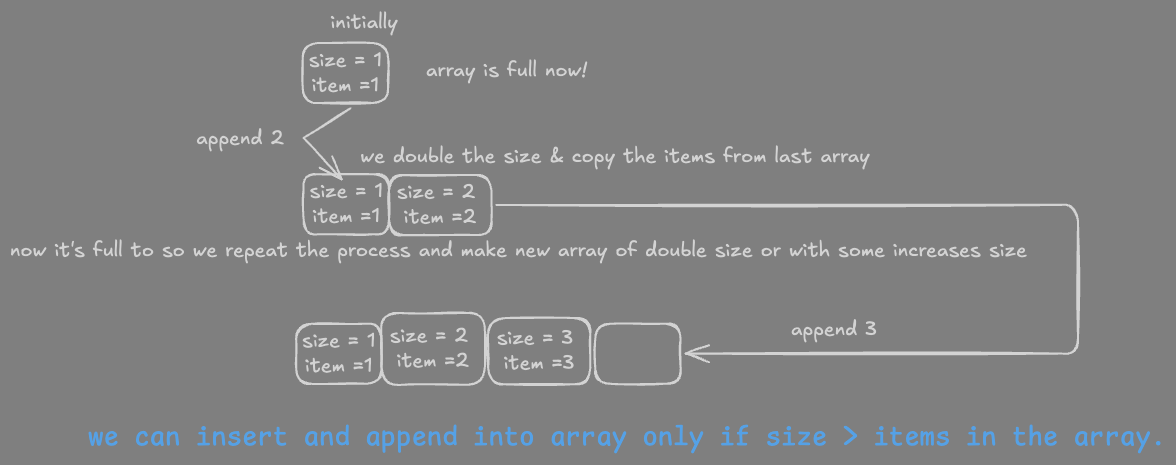 initially
size = 1
item =1
array is full now!
append 2
we double the size & copy the items from last array
size = 1
item =1
size = 2
item =2
now it's full to so we repeat the process and make new array of double size or with some increases size
append 3
size = 1
item =1
size = 2
item =2
size = 3
item =3
we can insert and append into array only if size > items in the array.